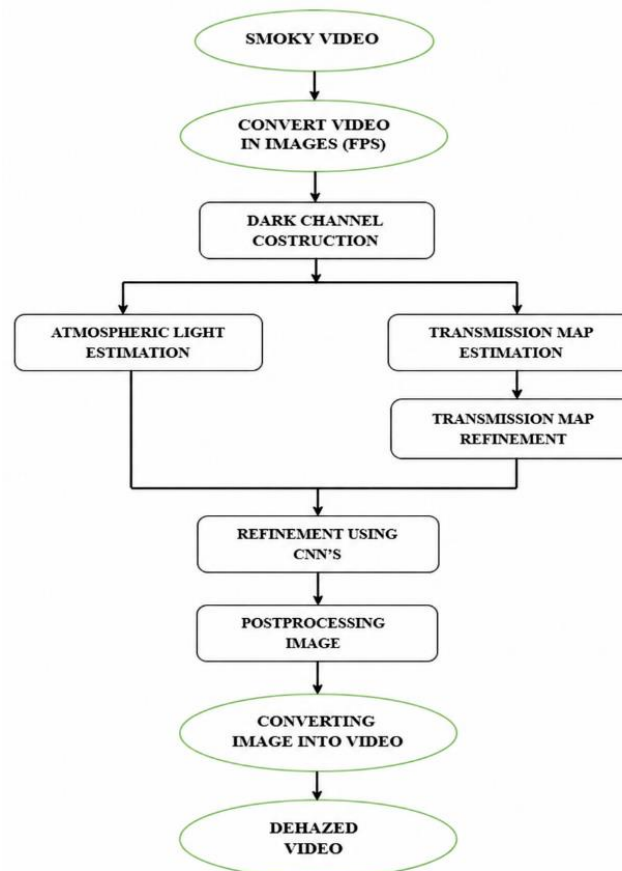 SMOKY VIDEO
CONVERT VIDEO
IN IMAGES (FPS)
DARK CHANNEL
COSTRUCTION
ATMOSPHERIC LIGHT
ESTIMATION
TRANSMISSION MAP
ESTIMATION
TRANSMISSION MAP
REFINEMENT
REFINEMENT USING
CNN'S
POSTPROCESSING
IMAGE
CONVERTING
IMAGE INTO VIDEO
DEHAZED
VIDEO